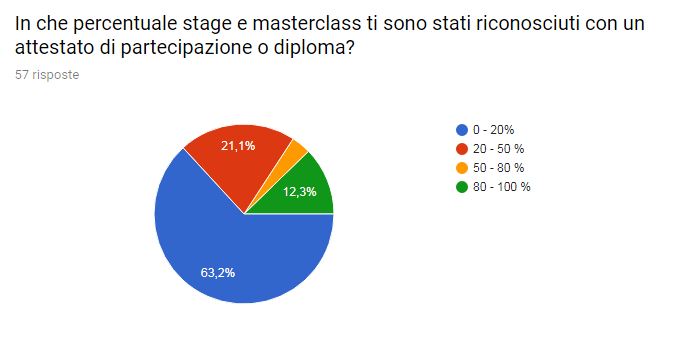 In che percentuale stage e masterclass ti sono stati riconosciuti con un
attestato di partecipazione o diploma?
57 risposte
21,1%
12,3%
63,2%
0 - 20%
20 - 50 %
50 - 80 %
80 - 100 %